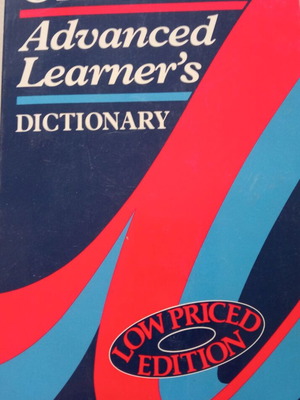 Advanced
Learner's
DICTIONARY
LOW PRICED
EDITION